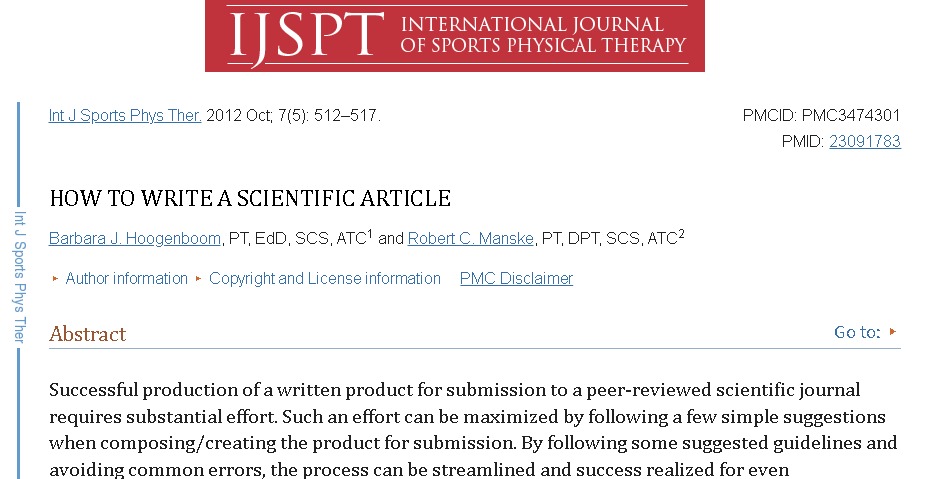 IJSPT INTERNATIONAL JOURNAL
OF SPORTS PHYSICAL THERAPY
Int J Sports Phys Ther. 2012 Oct; 7(5): 512–517.
PMCID: PMC3474301
PMID: 23091783
HOW TO WRITE A SCIENTIFIC ARTICLE
Barbara J. Hoogenboom, PT, EdD, SCS, ATC1 and Robert C. Manske, PT, DPT, SCS, ATC2
Author information Copyright and License information PMC Disclaimer
Int J Sports Phys Ther
Abstract
Go to:
Successful production of a written product for submission to a peer-reviewed scientific journal
requires substantial effort. Such an effort can be maximized by following a few simple suggestions
when composing/creating the product for submission. By following some suggested guidelines and
avoiding common errors, the process can be streamlined and success realized for even